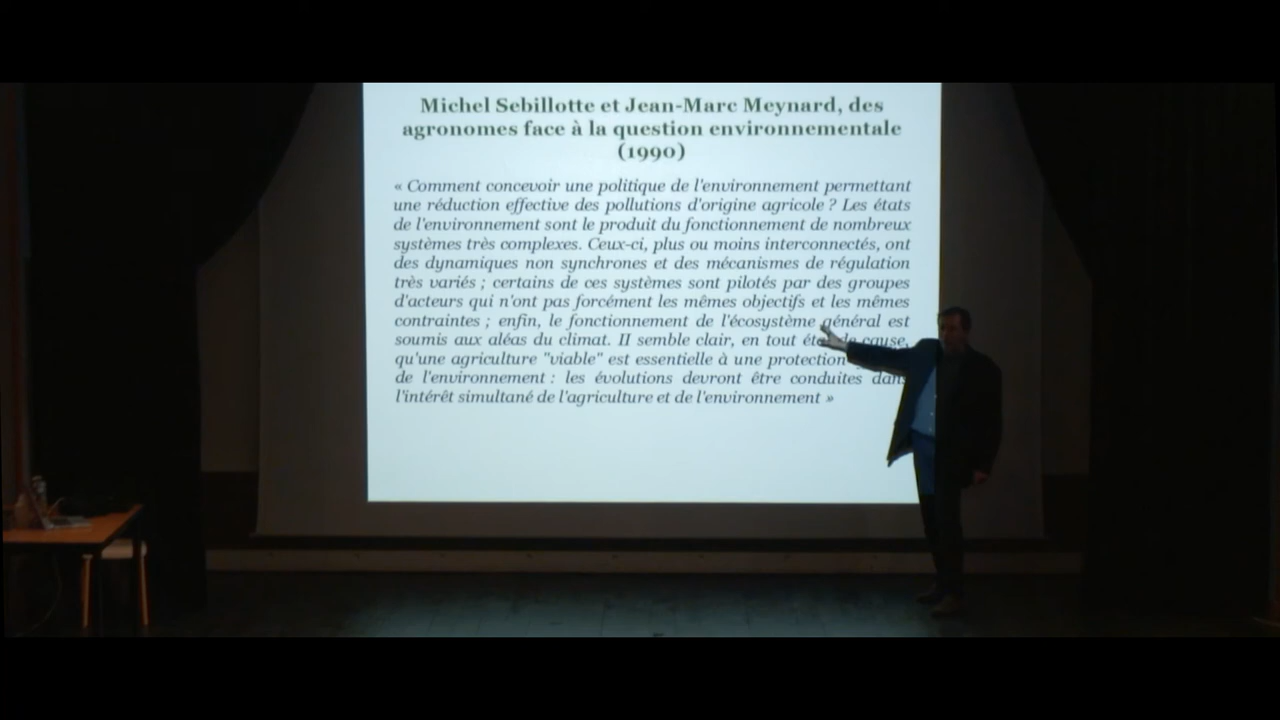 Michel Sebillotte et Jean-Marc Meynard, des
agronomes face à la question environnementale
(1990)
« Comment concevoir une politique de l'environnement permettant
une réduction effective des pollutions d'origine agricole ? Les états
de l'environnement sont le produit du fonctionnement de nombreux
systèmes très complexes. Ceux-ci, plus ou moins interconnectés, ont
des dynamiques non synchrones et des mécanismes de régulation
très variés ; certains de ces systèmes sont pilotés par des groupes
d'acteurs qui n'ont pas forcément les mêmes objectifs et les mêmes
contraintes ; enfin, le fonctionnement de l'écosystème général est
soumis aux aléas du climat. II semble clair, en tout cause,
qu'une agriculture "viable" est essentielle à une protection
de l'environnement : les évolutions devront être conduites dans
l'intérêt simultané de l'agriculture et de l'environnement »